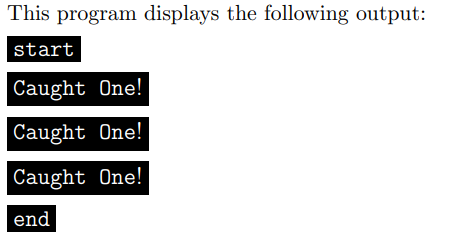 This program displays the following output:
start
Caught One!
Caught One!
Caught One!
end